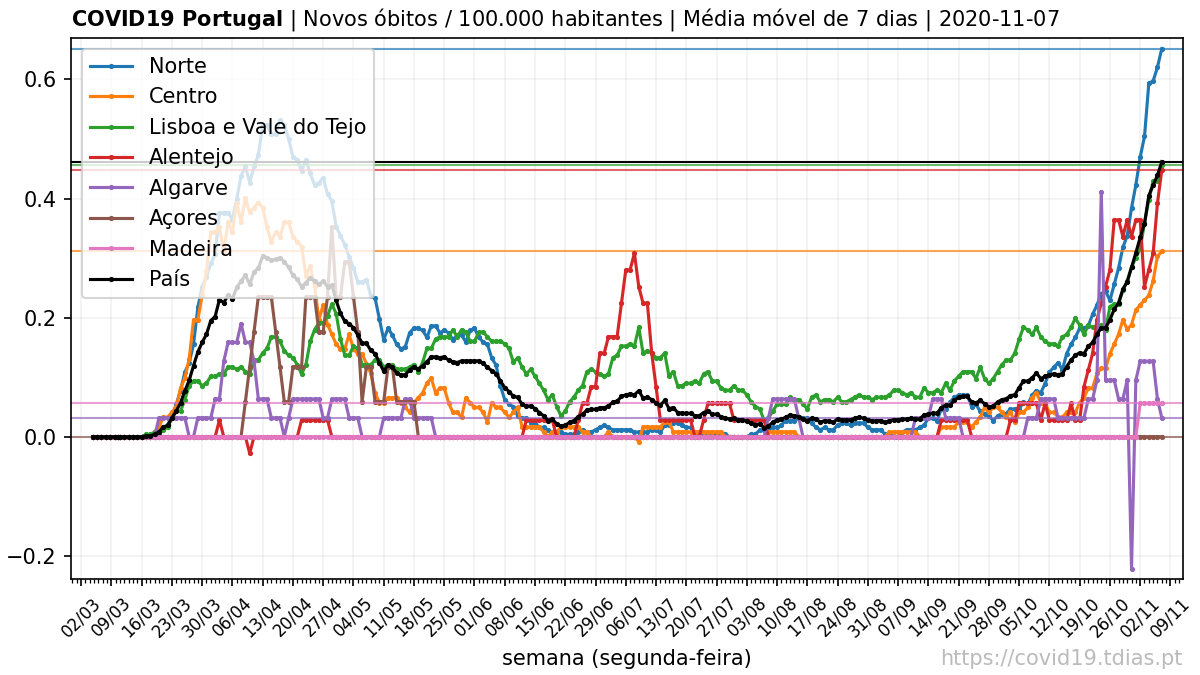 COVID19 Portugal | Novos óbitos / 100.000 habitantes | Média móvel de 7 dias | 2020-11-07
0.6
0.4
0.2
0.0
−0.2
Norte
Centro
Lisboa e Vale do Tejo
Alentejo
Algarve
Açores
Madeira
País
02/03 09/03 16/03 23/03 30/03 06/04 13/04 20/04 27/04 04/05 11/05 18/05 25/05 01/06 08/06 15/06 22/06 29/06 06/07 13/07 20/07 27/07 03/08 10/08 17/08 24/08 31/08 07/09 14/09 21/09 28/09 05/10 12/10 19/10 26/10 02/11 09/11
semana (segunda-feira)
https://covid19.tdias.pt